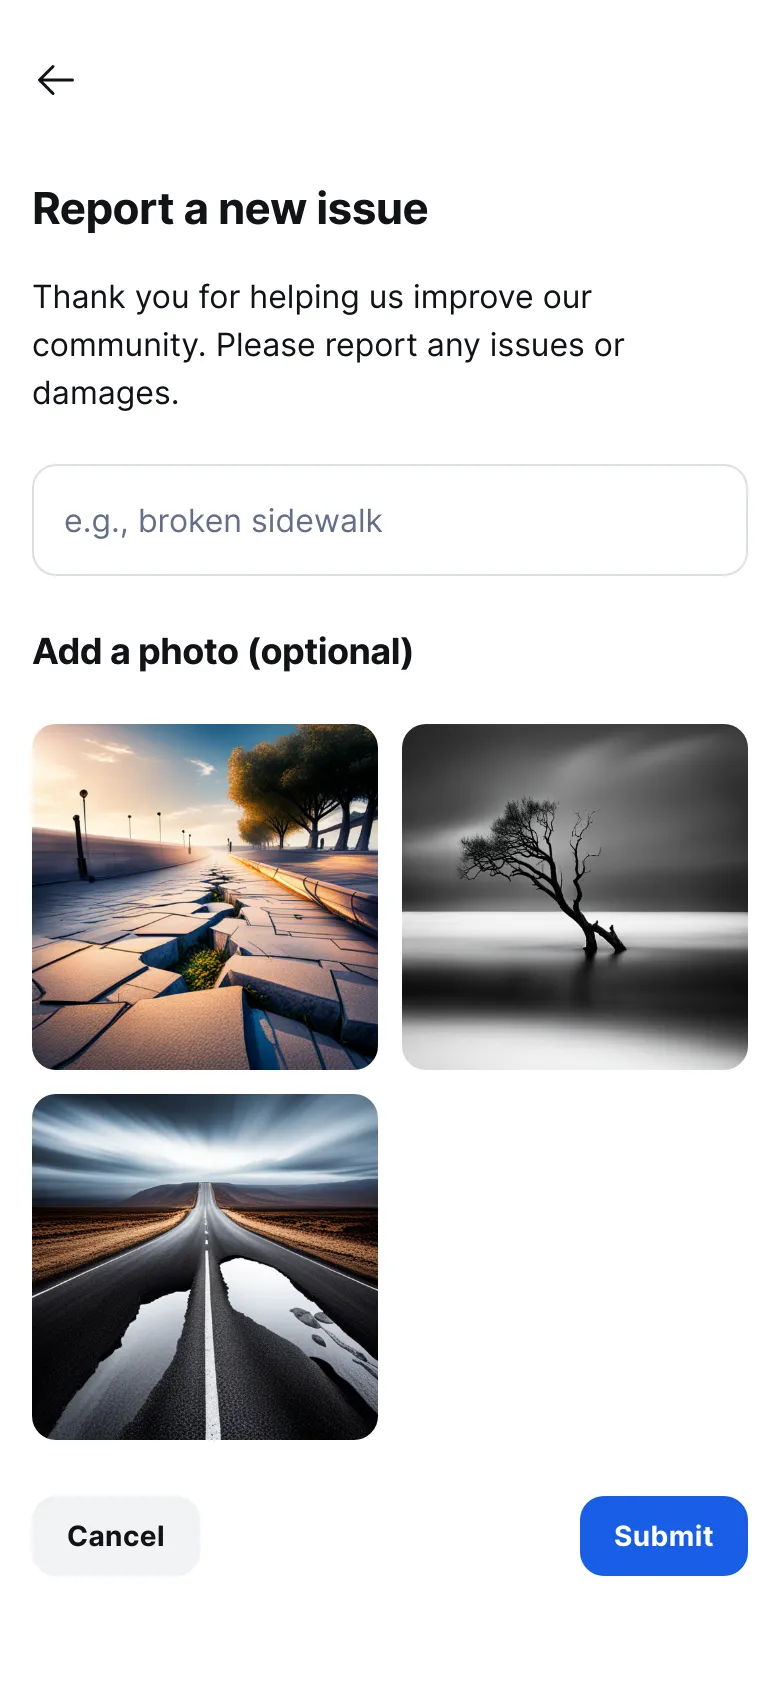 Report a new issue
Thank you for helping us improve our
community. Please report any issues or
damages.
e.g., broken sidewalk
Add a photo (optional)
Cancel
Submit